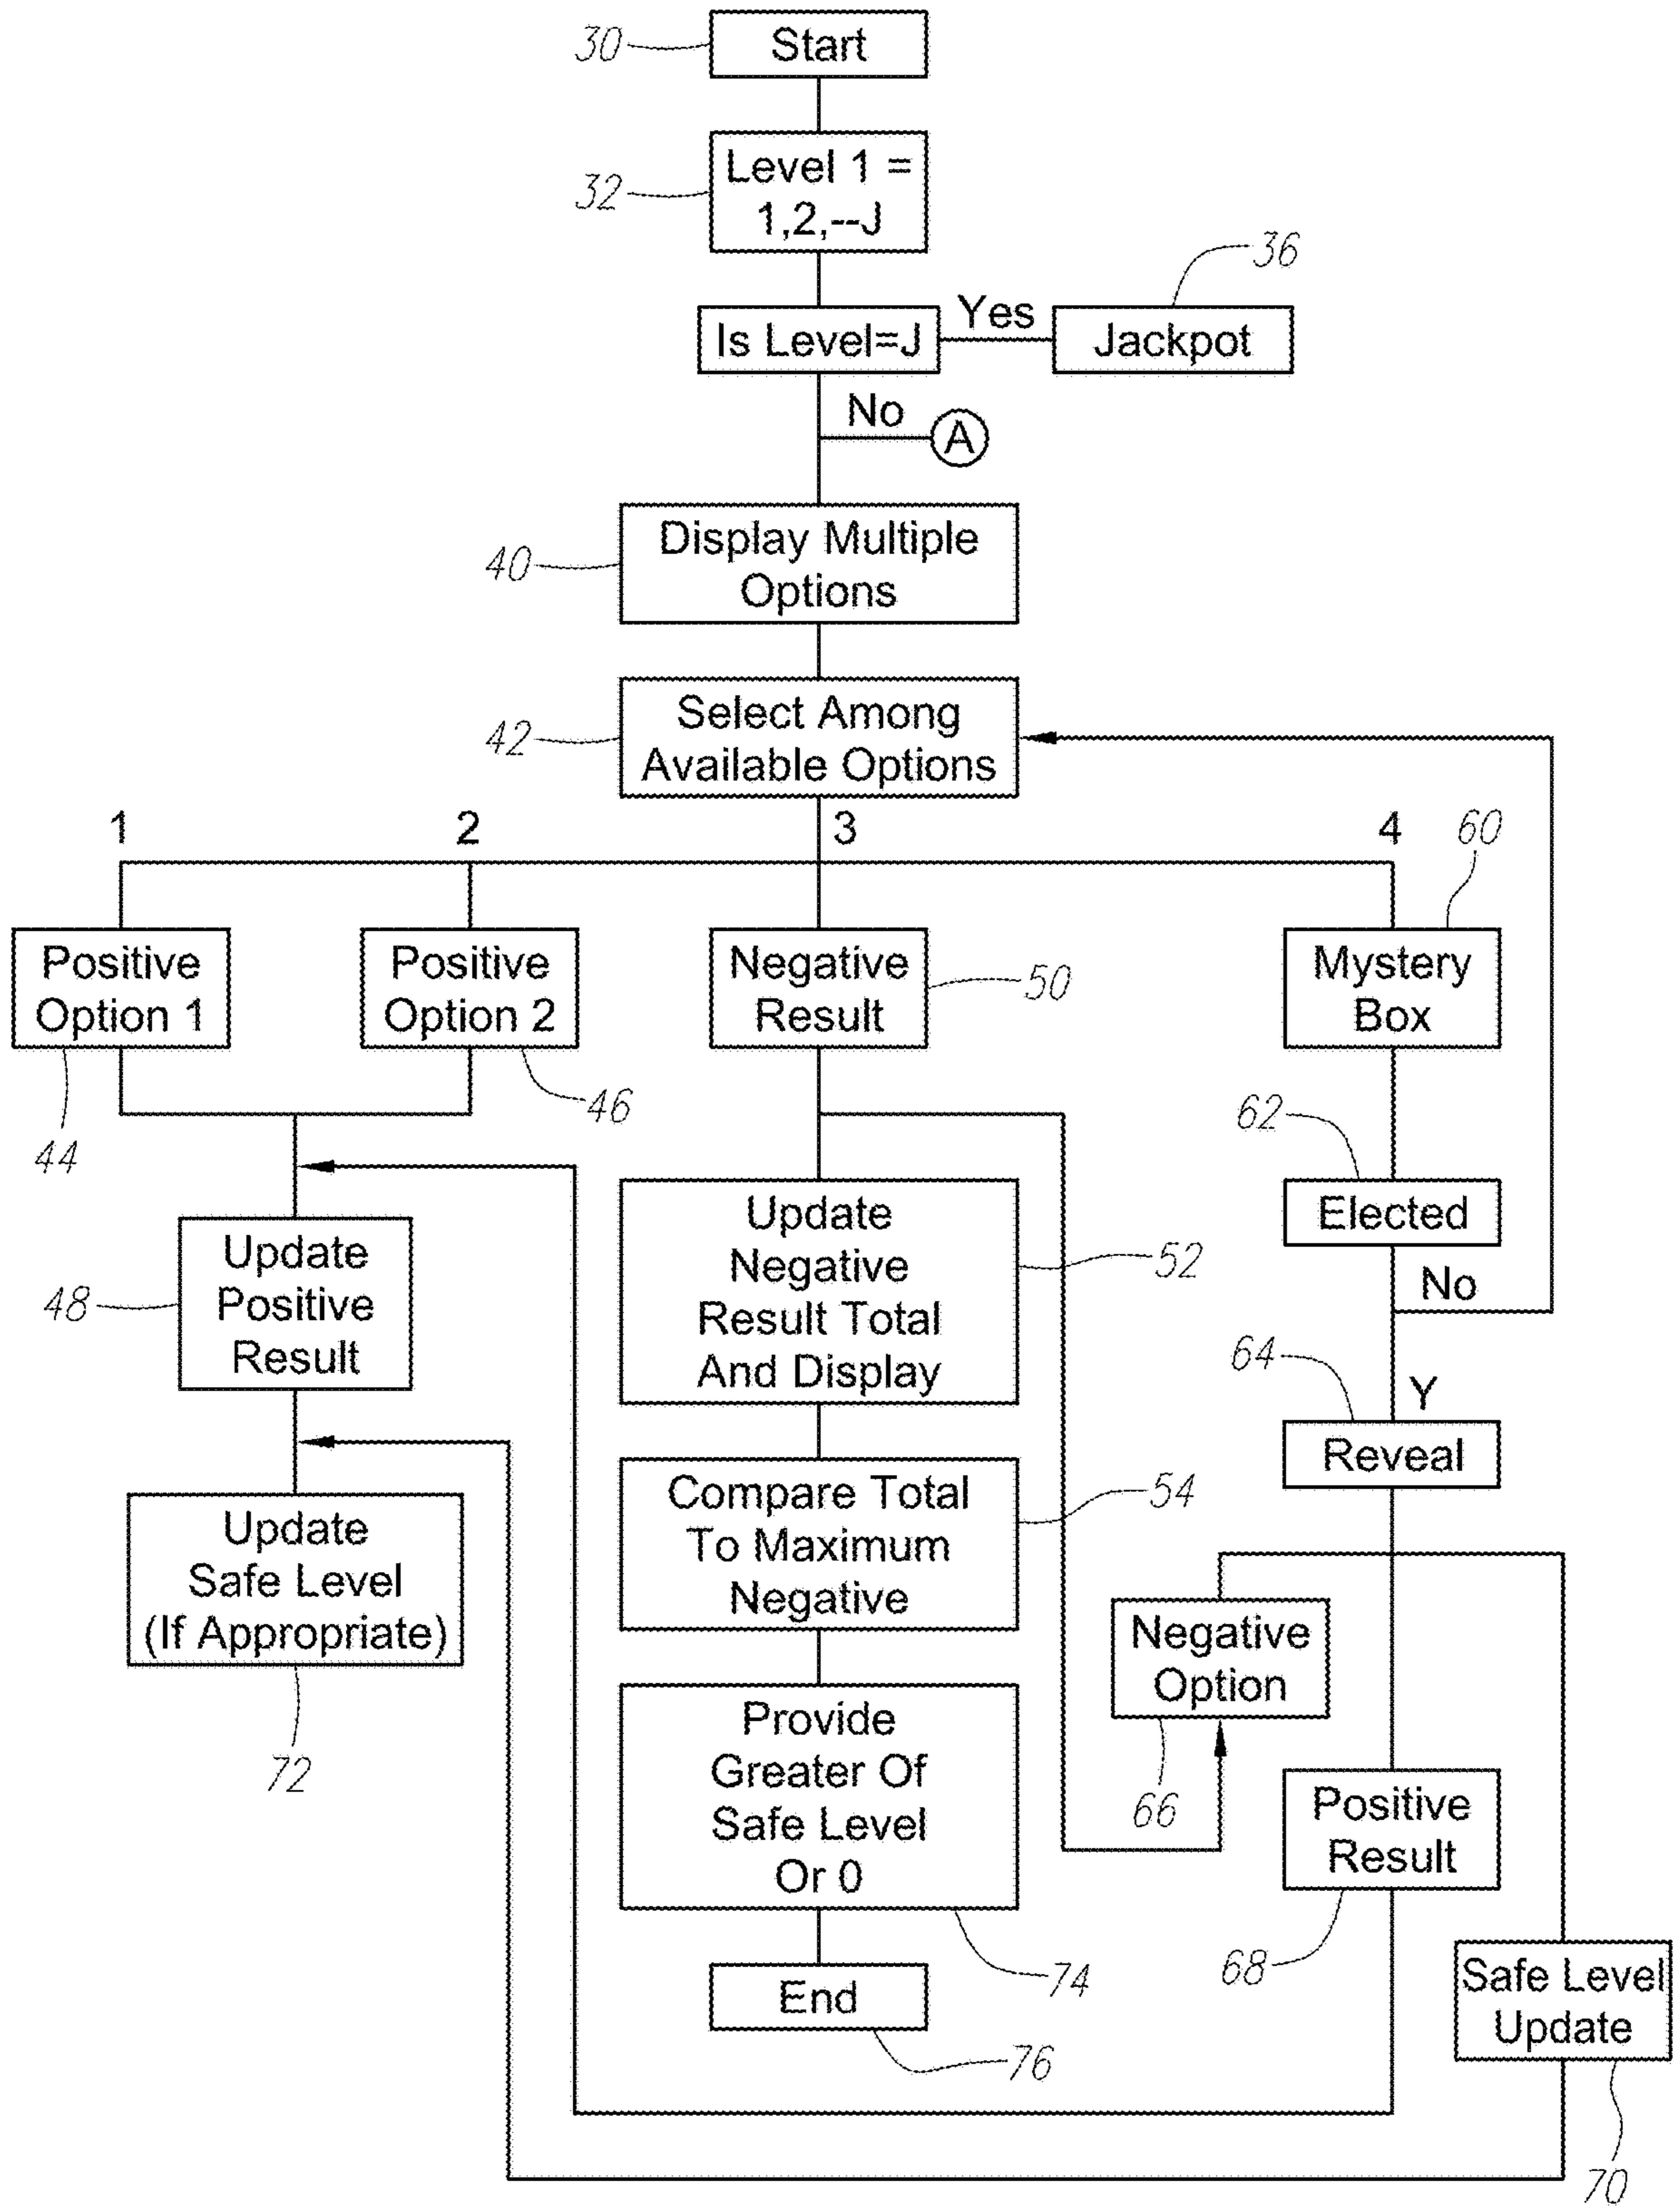 30
Start
32
Level 1 =
1,2,--J
36
Is Level=J
Yes
Jackpot
No
A
40
Display Multiple
Options
42
Select Among
Available Options
1
2
3
4
60
Positive
Option 1
Positive
Option 2
Negative
Result
50
Mystery
Box
44
46
62
Elected
No
48
Update
Positive
Result
Update
Negative
Result Total
And Display
52
64
Y
Reveal
Update
Safe Level
(If Appropriate)
72
Compare Total
To Maximum
Negative
54
Negative
Option
66
Provide
Greater Of
Safe Level
Or 0
74
Positive
Result
68
End
76
Safe Level
Update
70